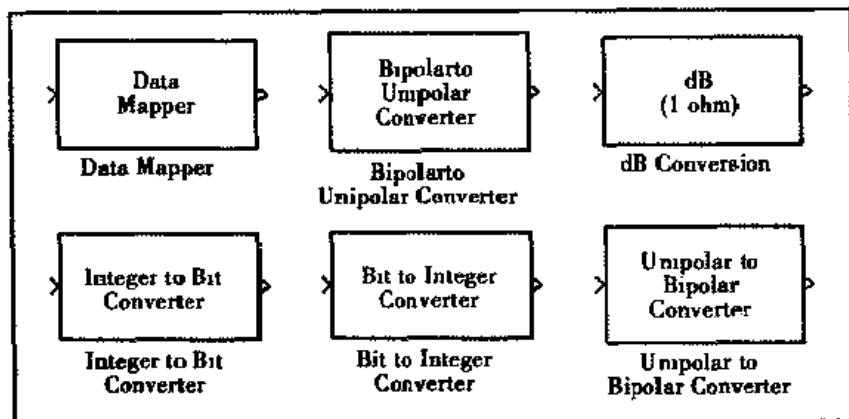 Data
Mapper
Data Mapper
Bipolarto
Unipolar
Converter
Bipolarto
Unipolar Converter
dB
(1 ohm)
dB Conversion
Integer to Bit
Converter
Integer to Bit
Converter
Bit to Integer
Converter
Bit to Integer
Converter
Unipolar to
Bipolar
Converter
Unipolar to
Bipolar Converter